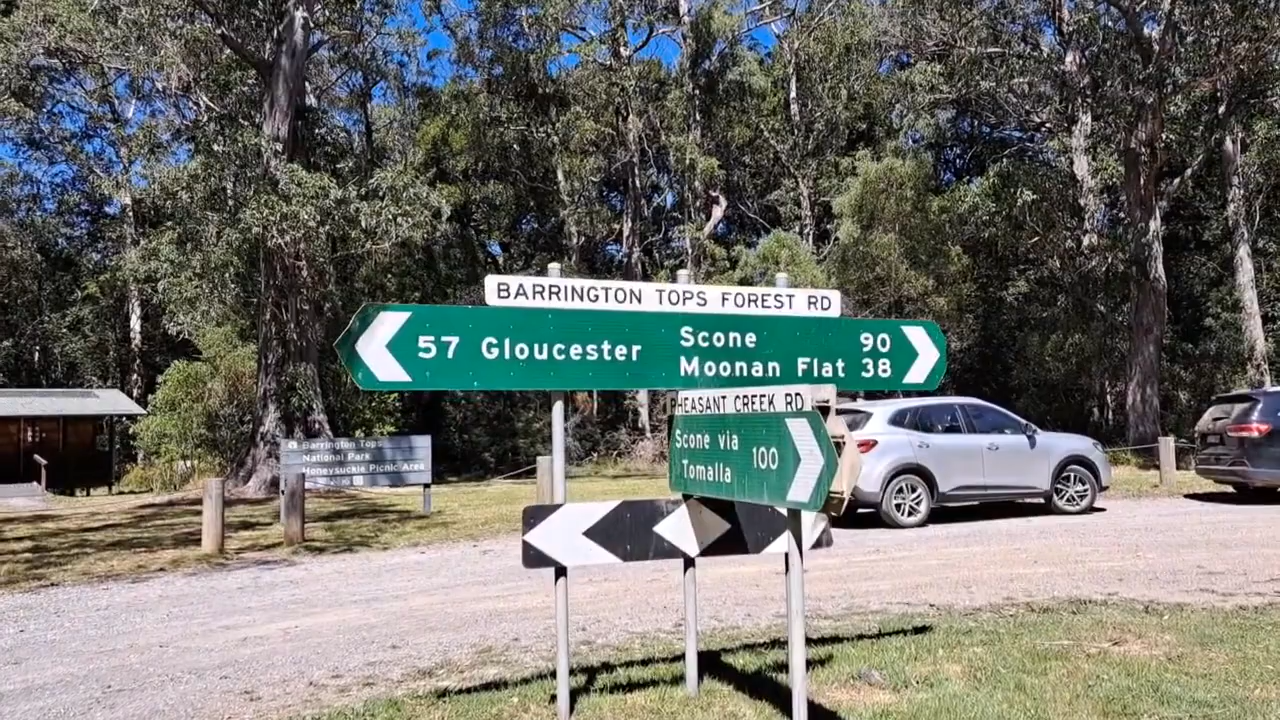 BARRINGTON TOPS FOREST RD
57 Gloucester
Scone 90
Moonan Flat 38
PHEASANT CREEK RD
Scone via
Tomalla
100
Barrington Tops
National Park
Honeysuckle Picnic Area